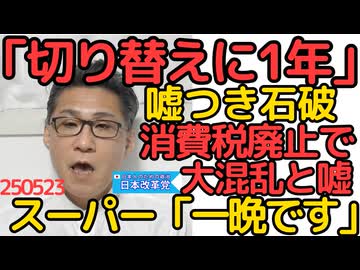 「切り替えに1年」
嘘つき石破
消費税廃止で
250523
日本改革党
大混乱と嘘
スーパー「一晩です」